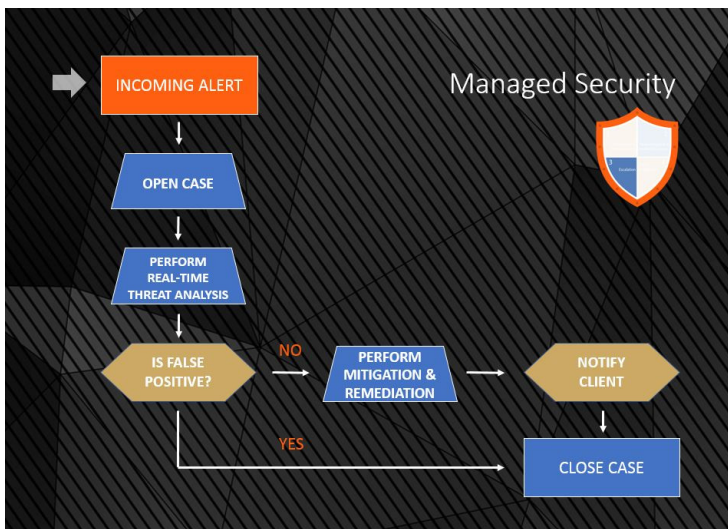 Managed Security
INCOMING ALERT
OPEN CASE
PERFORM
REAL-TIME
THREAT ANALYSIS
IS FALSE
POSITIVE?
NO
PERFORM
MITIGATION &
REMEDIATION
NOTIFY
CLIENT
YES
CLOSE CASE
3